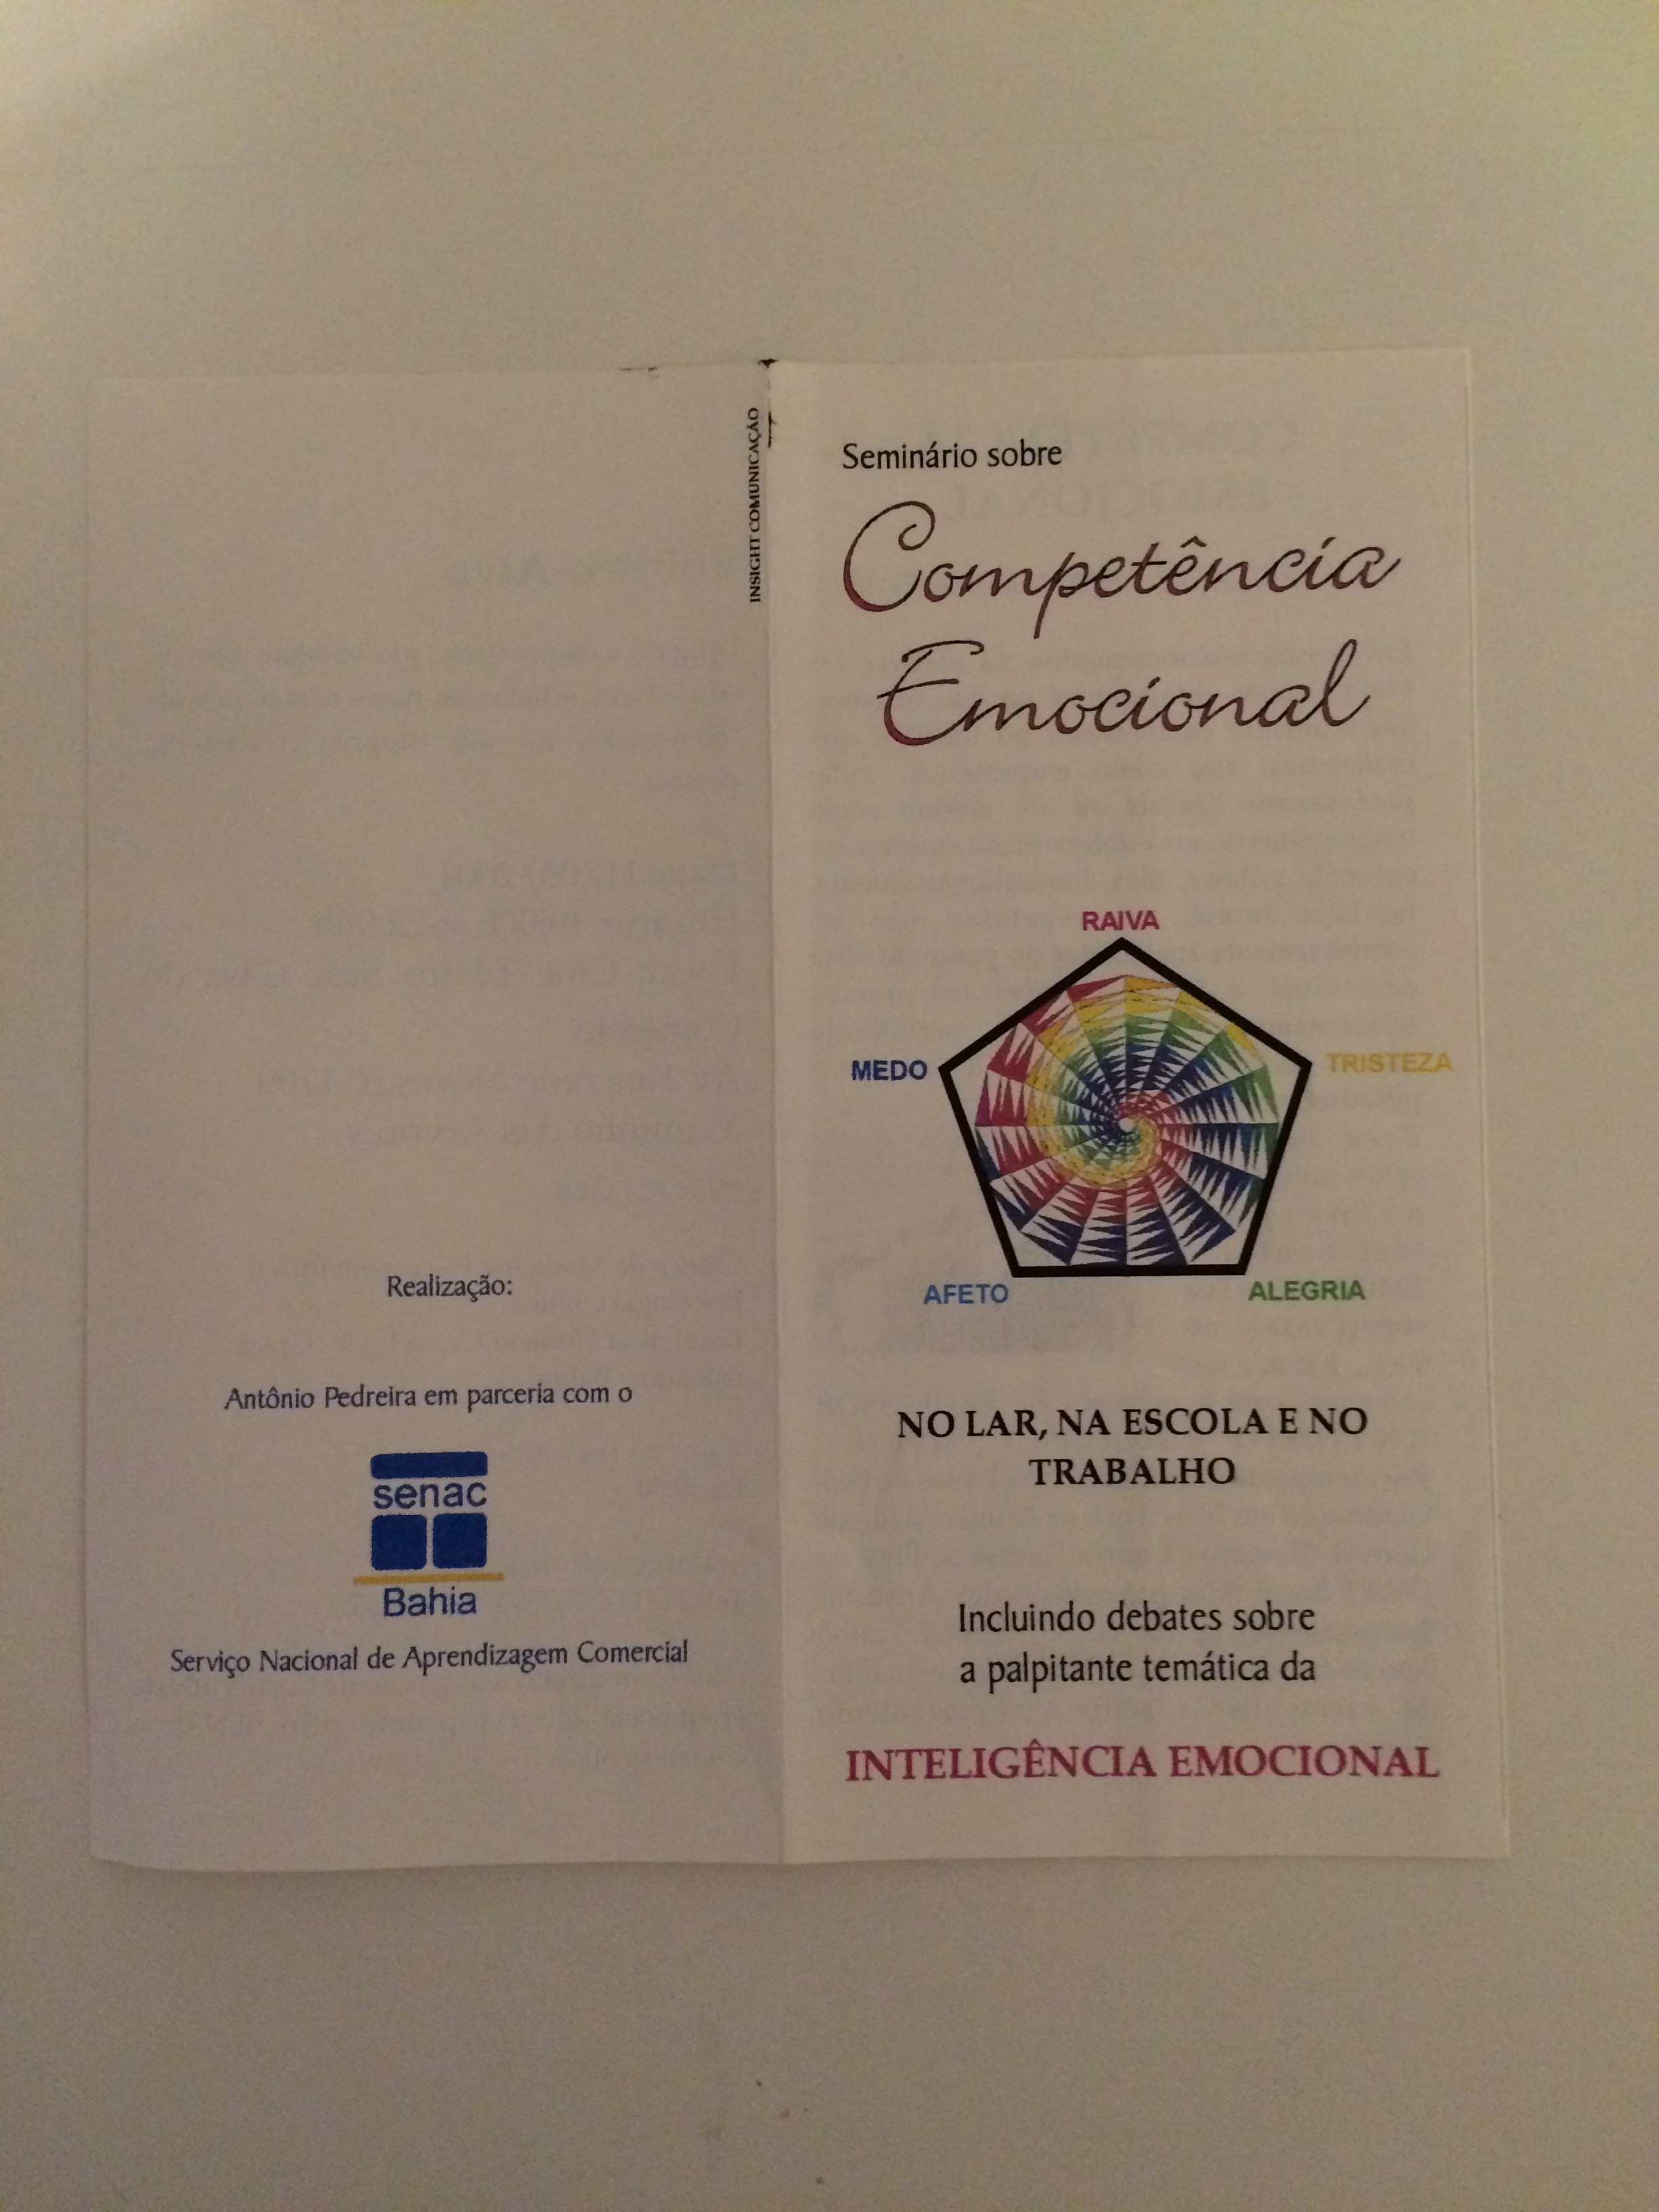 INSIGHT COMUNICAÇÃO
Realização:
Antônio Pedreira em parceria com o
senac
Bahia
Serviço Nacional de Aprendizagem Comercial
Seminário sobre
Competência
Emocional
RAIVA
MEDO
TRISTEZA
AFETO
ALEGRIA
NO LAR, NA ESCOLA E NO
TRABALHO
Incluindo debates sobre
a palpitante temática da
INTELIGÊNCIA EMOCIONAL